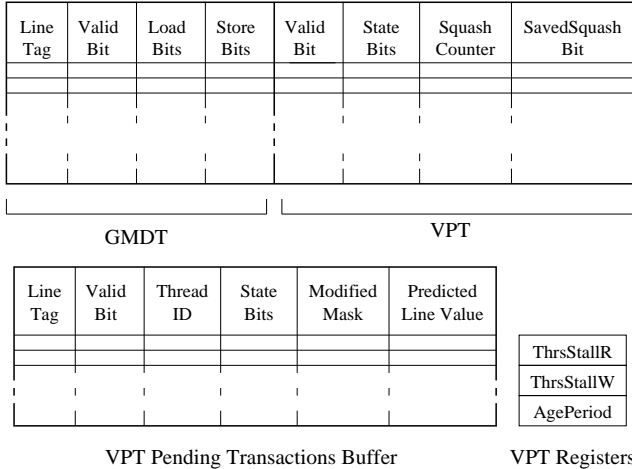 Line Tag
Valid Bit
Load Bits
Store Bits
Valid Bit
State Bits
Squash Counter
SavedSquash Bit
GMDT
VPT
Line Tag
Valid Bit
Thread ID
State Bits
Modified Mask
Predicted Line Value
ThrsStallR
ThrsStallW
AgePeriod
VPT Pending Transactions Buffer
VPT Registers